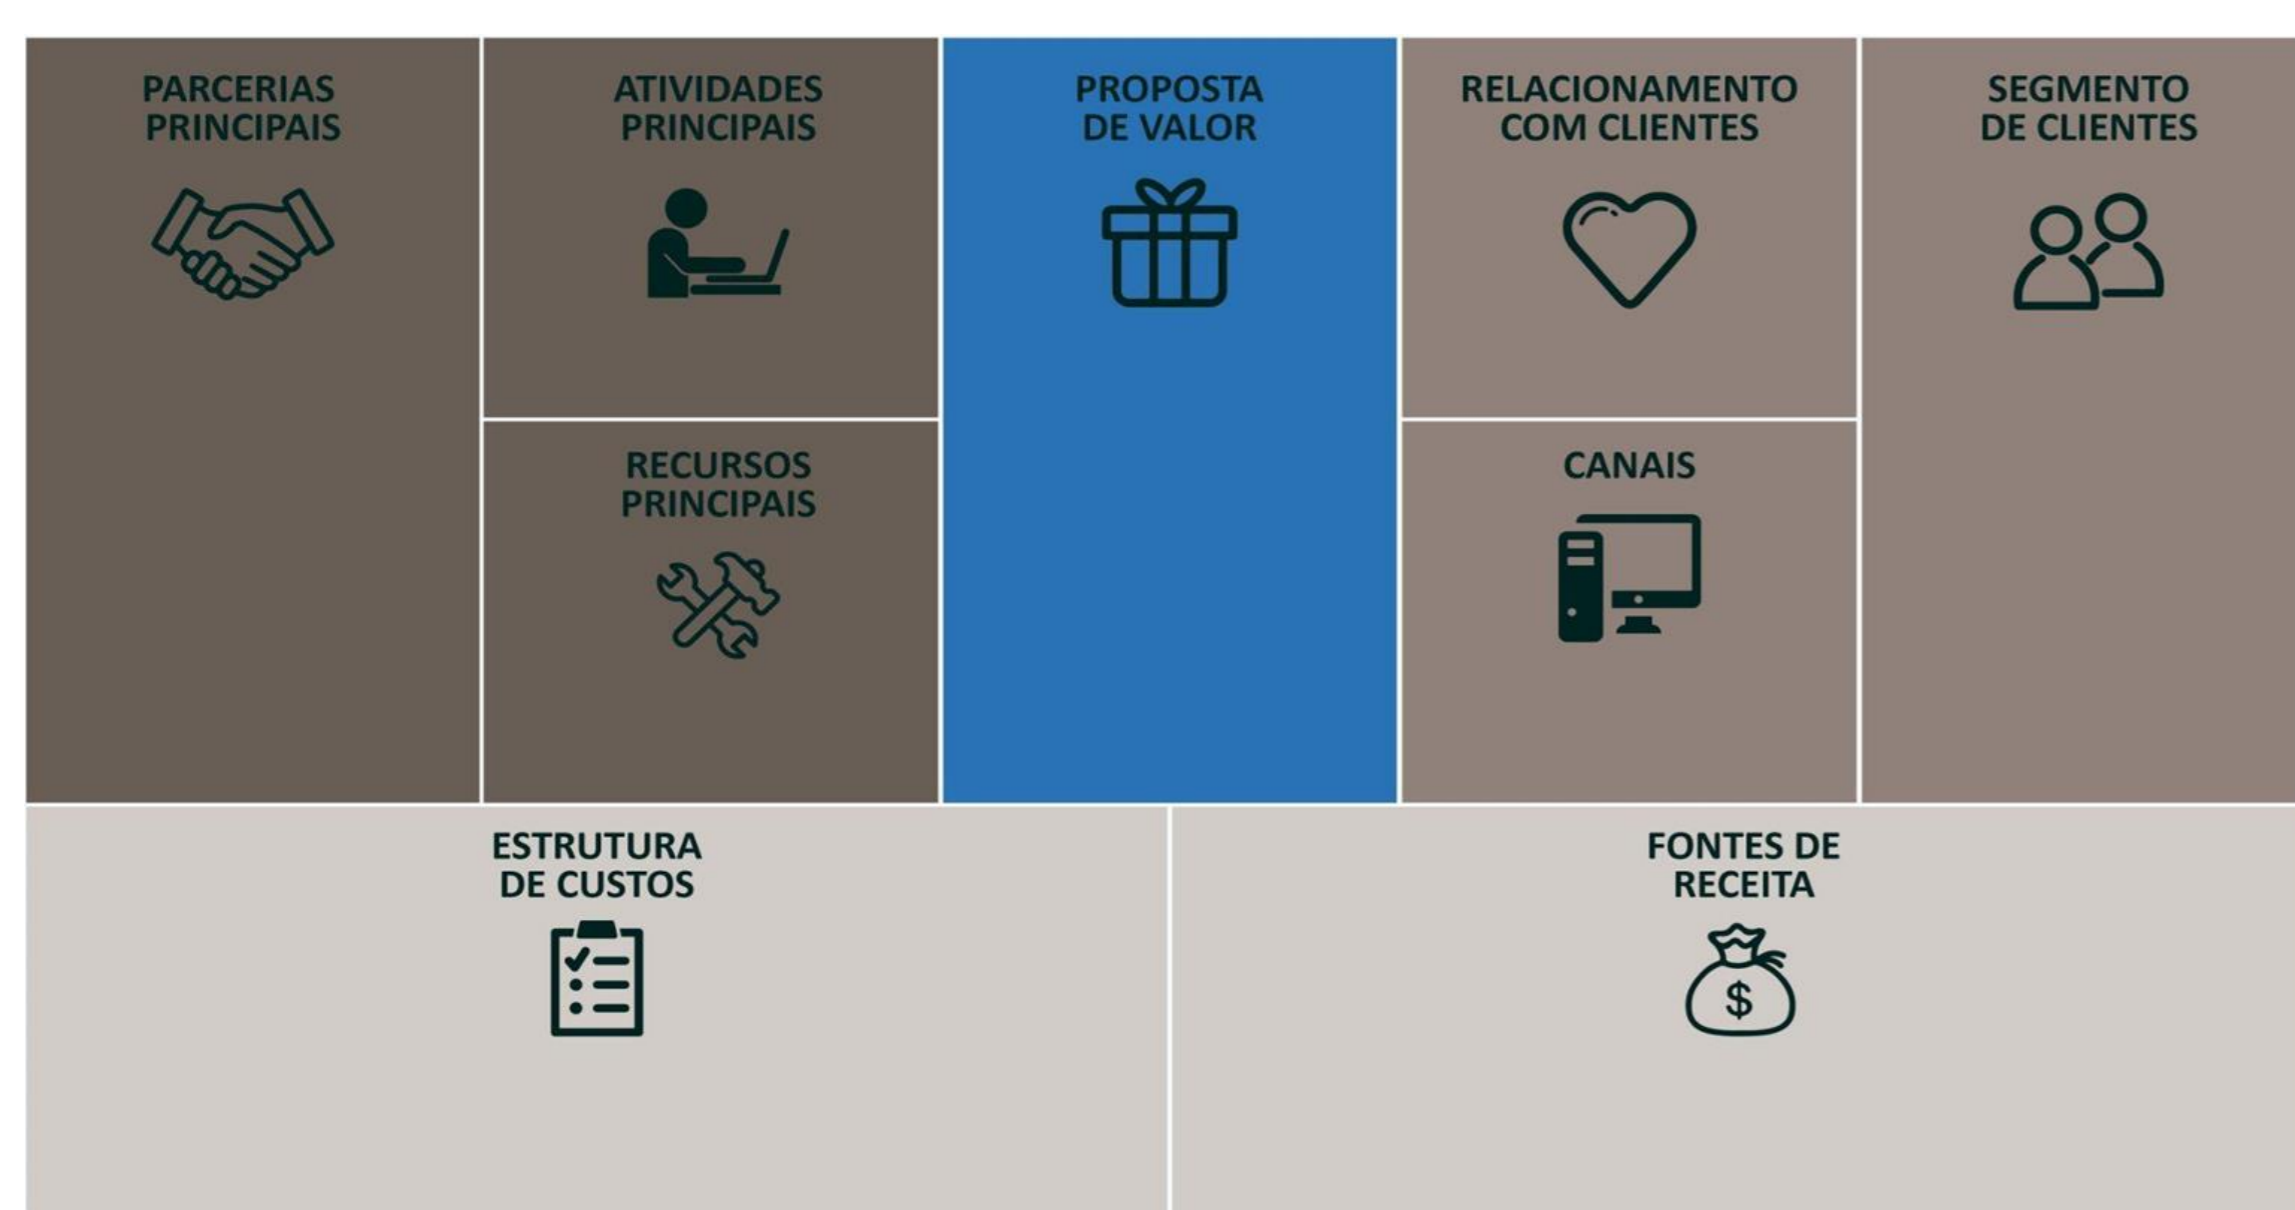 PARCERIAS
PRINCIPAIS
ATIVIDADES
PRINCIPAIS
RECURSOS
PRINCIPAIS
PROPOSTA
DE VALOR
RELACIONAMENTO
COM CLIENTES
CANAIS
SEGMENTO
DE CLIENTES
ESTRUTURA
DE CUSTOS
FONTES DE
RECEITA
$